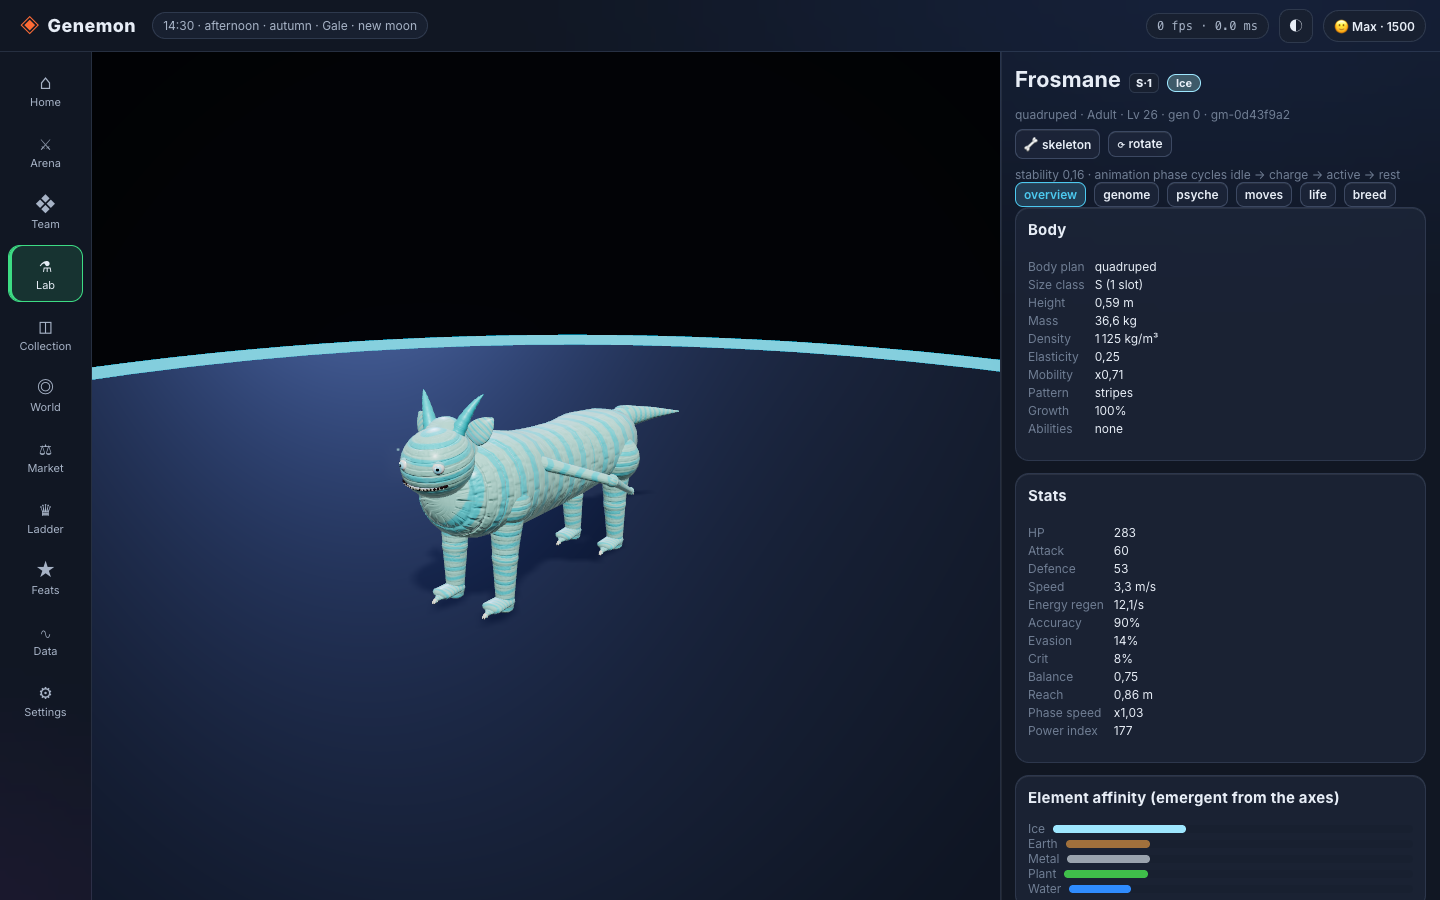 Genemon
14:30 · afternoon · autumn · Gale · new moon
0 fps · 0.0 ms
Max · 1500
Home
Arena
Team
Lab
Collection
World
Market
Ladder
Feats
Data
Settings
Frosmane S·1 Ice
quadruped · Adult · Lv 26 · gen 0 · gm-0d43f9a2
skeleton
rotate
stability 0,16 · animation phase cycles idle → charge → active → rest
overview genome psyche moves life breed
Body
Body plan quadruped
Size class S (1 slot)
Height 0,59 m
Mass 36,6 kg
Density 1 125 kg/m³
Elasticity 0,25
Mobility x0,71
Pattern stripes
Growth 100%
Abilities none
Stats
HP 283
Attack 60
Defence 53
Speed 3,3 m/s
Energy regen 12,1/s
Accuracy 90%
Evasion 14%
Crit 8%
Balance 0,75
Reach 0,86 m
Phase speed x1,03
Power index 177
Element affinity (emergent from the axes)
Ice
Earth
Metal
Plant
Water